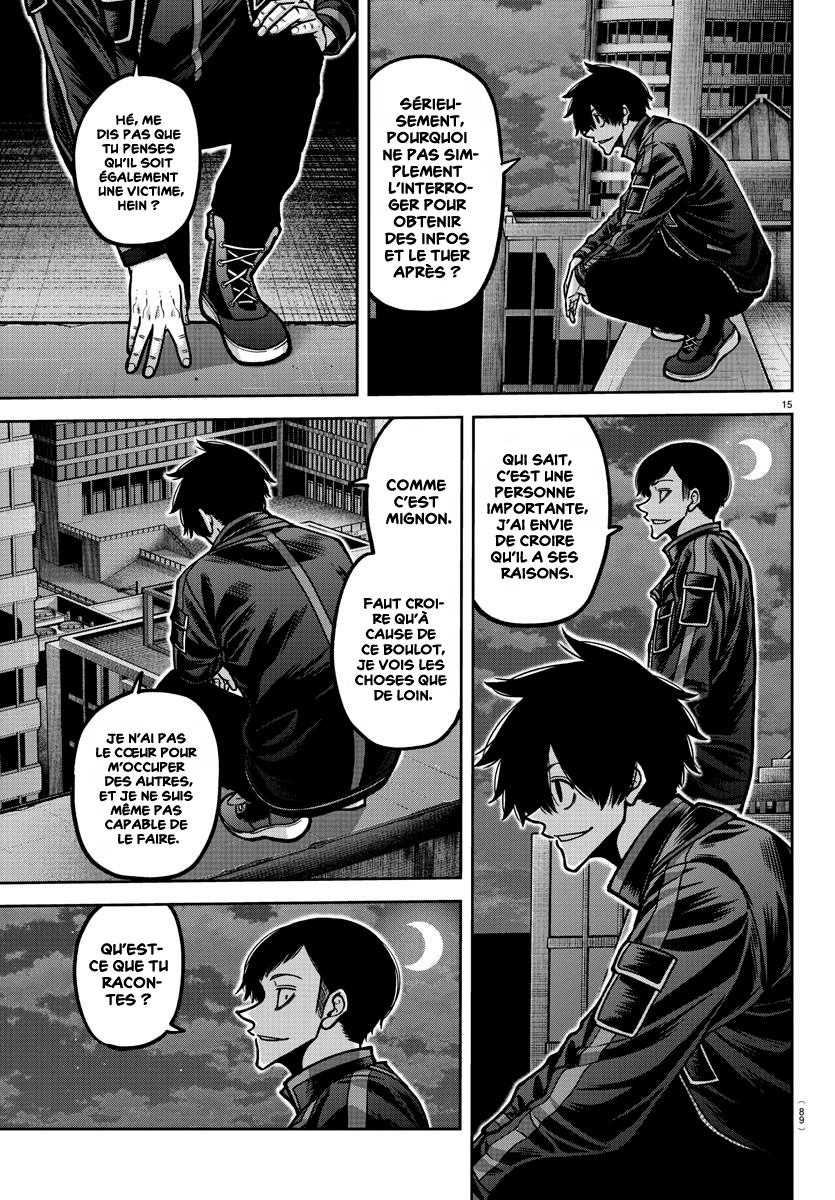 SÉRIEU-
SEMENT,
POURQUOI
NE PAS SIM-
PLEMENT
L'INTERRO-
GER POUR
OBTENIR
DES INFOS
ET LE TUER
APRÈS ?
HÉ, ME
DIS PAS QUE
TU PENSES
QU'IL SOIT
ÉGALEMENT
UNE VICTIME,
HEIN ?
15
QUI SAIT,
C'EST UNE
PERSONNE
IMPORTANTE,
J'AI ENVIE
DE CROIRE
QU'IL A SES
RAISONS.
COMME
C'EST
MIGNON.
FAUT CROI-
RE QU'À
CAUSE DE
CE BOULOT,
JE VOIS LES
CHOSES QUE
DE LOIN.
JE N'AI PAS
LE CŒUR POUR
M'OCCUPER
DES AUTRES,
ET JE NE SUIS
MÊME PAS
CAPABLE DE
LE FAIRE.
QU'EST-
CE QUE TU
RACON-
TES ?
(89)